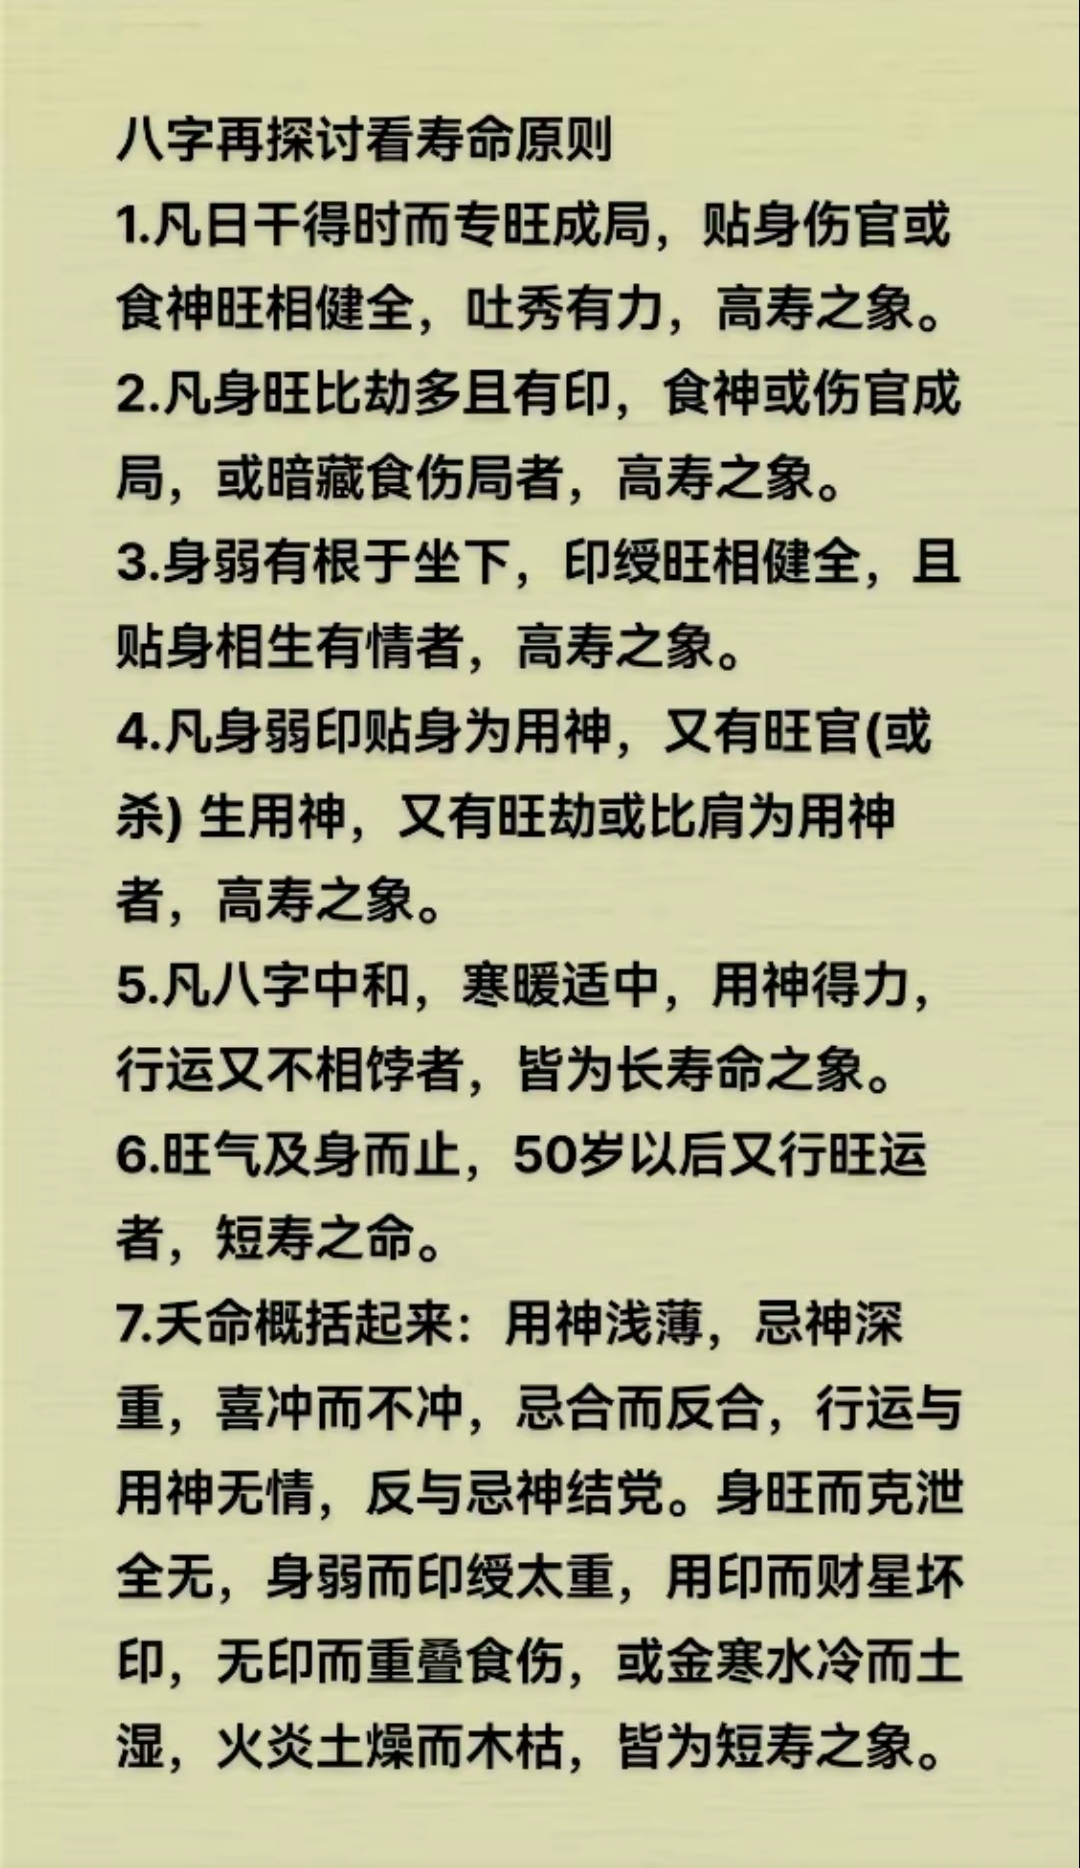 八字再探讨看寿命原则
1.凡日干得时而专旺成局，贴身伤官或
食神旺相健全，吐秀有力，高寿之象。
2.凡身旺比劫多且有印，食神或伤官成
局，或暗藏食伤局者，高寿之象。
3.身弱有根于坐下，印绶旺相健全，且
贴身相生有情者，高寿之象。
4.凡身弱印贴身为用神，又有旺官(或
杀) 生用神，又有旺劫或比肩为用神
者，高寿之象。
5.凡八字中和，寒暖适中，用神得力，
行运又不相悖者，皆为长寿命之象。
6.旺气及身而止，50岁以后又行旺运
者，短寿之命。
7.夭命概括起来：用神浅薄，忌神深
重，喜冲而不冲，忌合而反合，行运与
用神无情，反与忌神结党。身旺而克泄
全无，身弱而印绶太重，用印而财星坏
印，无印而重叠食伤，或金寒水冷而土
湿，火炎土燥而木枯，皆为短寿之象。